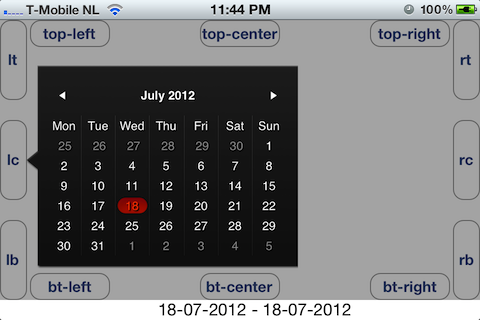 T-Mobile NL 11:44 PM 100%
top-left top-center top-right
lt rt
July 2012
Mon Tue Wed Thu Fri Sat Sun
25 26 27 28 29 30 1
2 3 4 5 6 7 8
lc rc
9 10 11 12 13 14 15
16 17 18 19 20 21 22
23 24 25 26 27 28 29
30 31 1 2 3 4 5
lb rb
bt-left bt-center bt-right
18-07-2012 - 18-07-2012